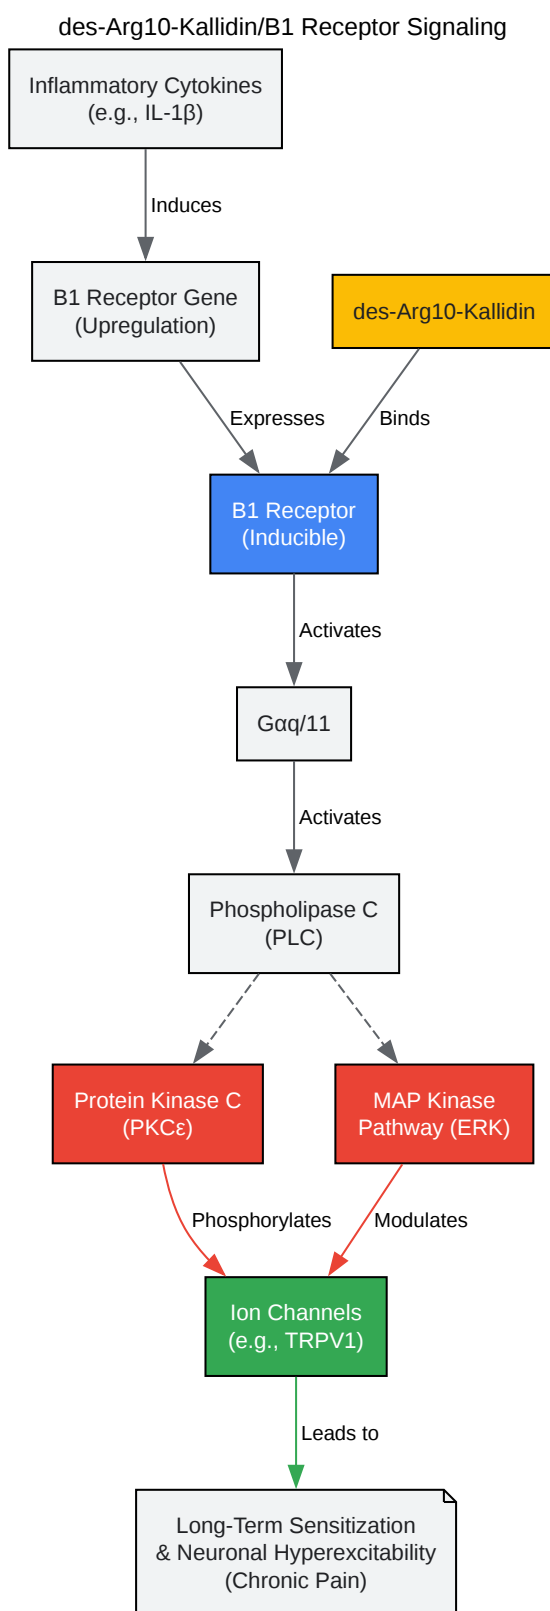 des-Arg10-Kallidin/B1 Receptor Signaling
Inflammatory Cytokines
(e.g., IL-1β)
Induces
B1 Receptor Gene
(Upregulation)
des-Arg10-Kallidin
Expresses
Binds
B1 Receptor
(Inducible)
Activates
Gαq/11
Activates
Phospholipase C
(PLC)
Protein Kinase C
(PKCε)
MAP Kinase
Pathway (ERK)
Phosphorylates
Modulates
Ion Channels
(e.g., TRPV1)
Leads to
Long-Term Sensitization
& Neuronal Hyperexcitability
(Chronic Pain)